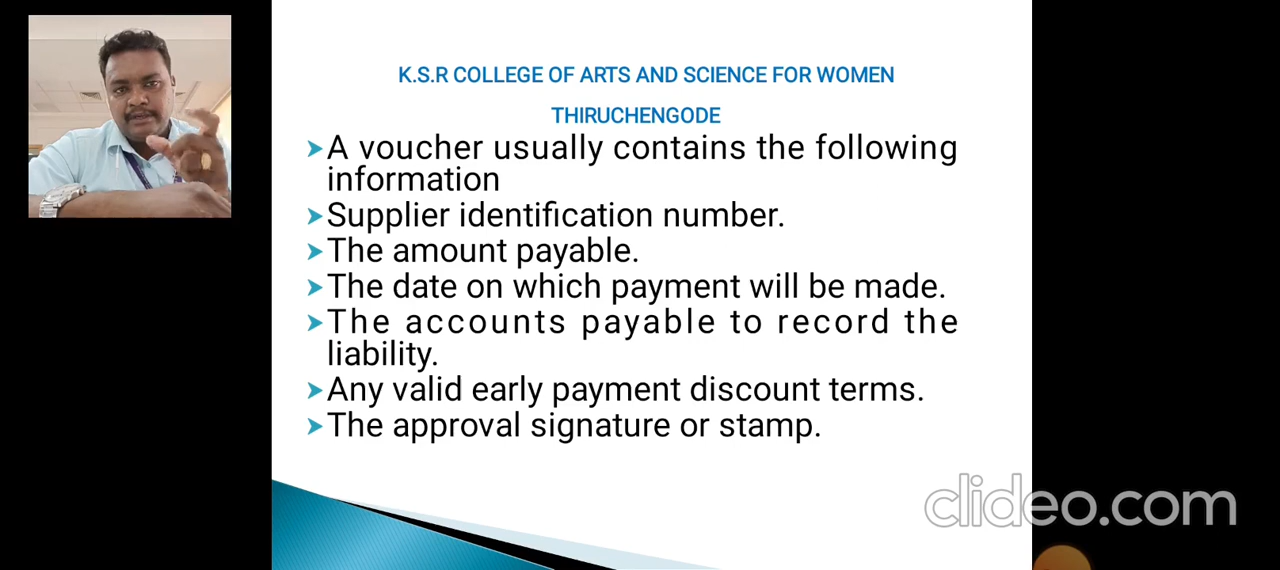 K.S.R COLLEGE OF ARTS AND SCIENCE FOR WOMEN
THIRUCHENGODE
A voucher usually contains the following
information
Supplier identification number.
The amount payable.
The date on which payment will be made.
The accounts payable to record the
liability.
Any valid early payment discount terms.
The approval signature or stamp.
clideo.com